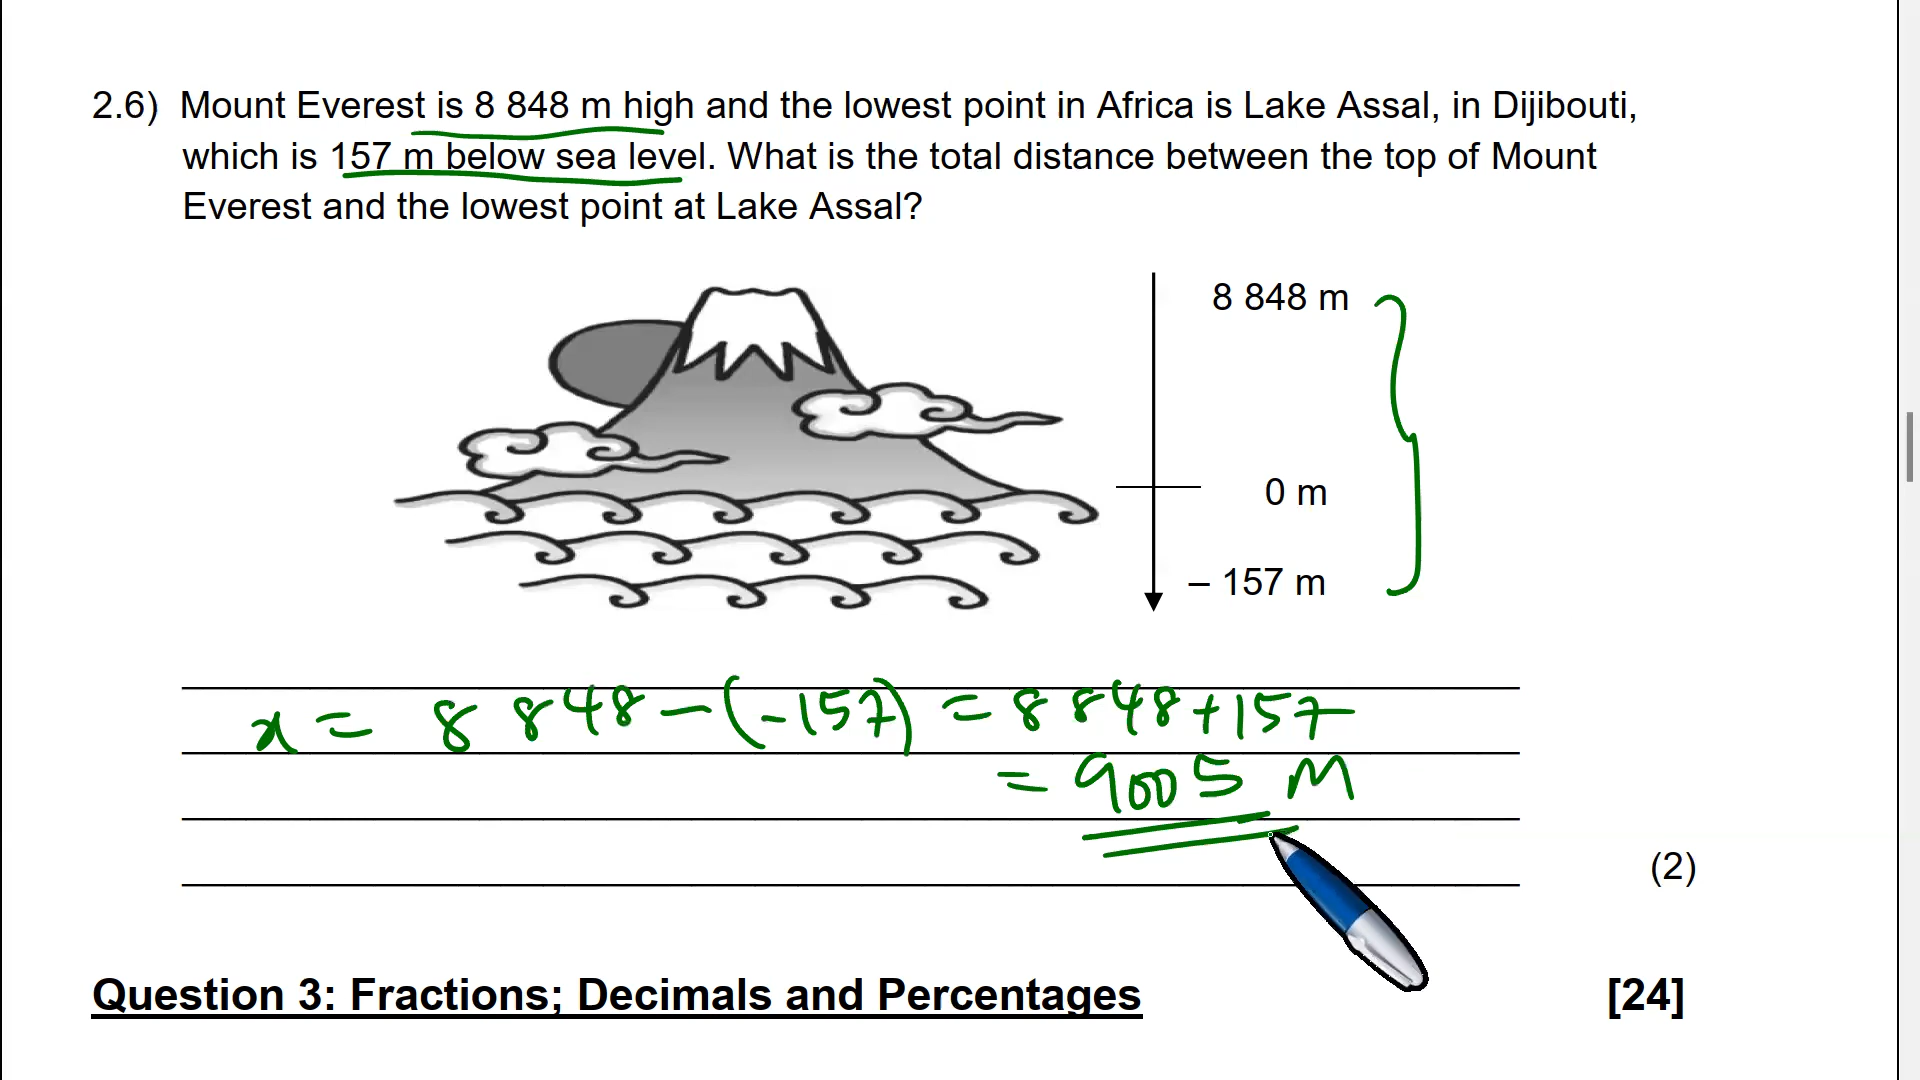 2.6) Mount Everest is 8 848 m high and the lowest point in Africa is Lake Assal, in Dijibouti,
which is 157 m below sea level. What is the total distance between the top of Mount
Everest and the lowest point at Lake Assal?
8 848 m
0 m
– 157 m
x = 8 848 – (-157) = 8 848 + 157
= 9005 M
(2)
Question 3: Fractions; Decimals and Percentages [24]